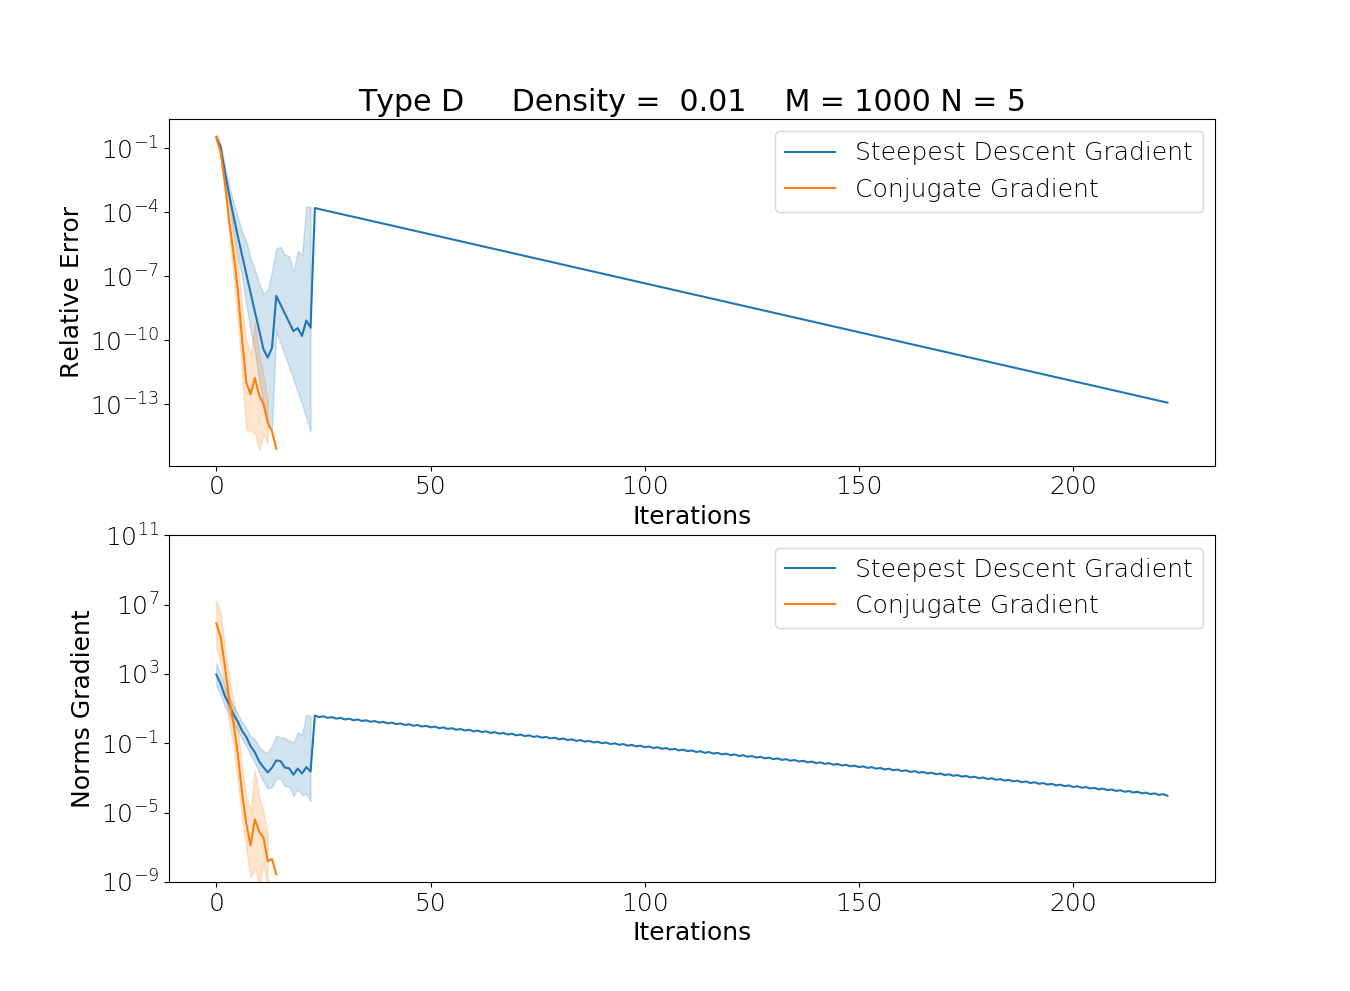 Type D Density = 0.01 M = 1000 N = 5
Relative Error
10^-1
10^-4
10^-7
10^-10
10^-13
Steepest Descent Gradient
Conjugate Gradient
0 50 100 150 200
Iterations
Norms Gradient
10^11
10^7
10^3
10^-1
10^-5
10^-9
Steepest Descent Gradient
Conjugate Gradient
0 50 100 150 200
Iterations